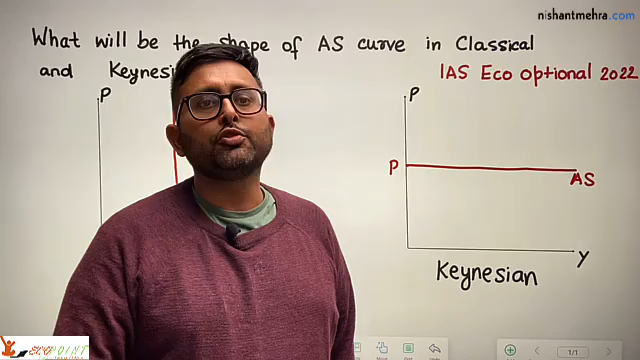 nishantmehra.com
What will be the shape of AS curve in Classical
and Keynesi
IAS Eco optional 2022
P
P
P
AS
y
Keynesian
ECOPOINT
1/1